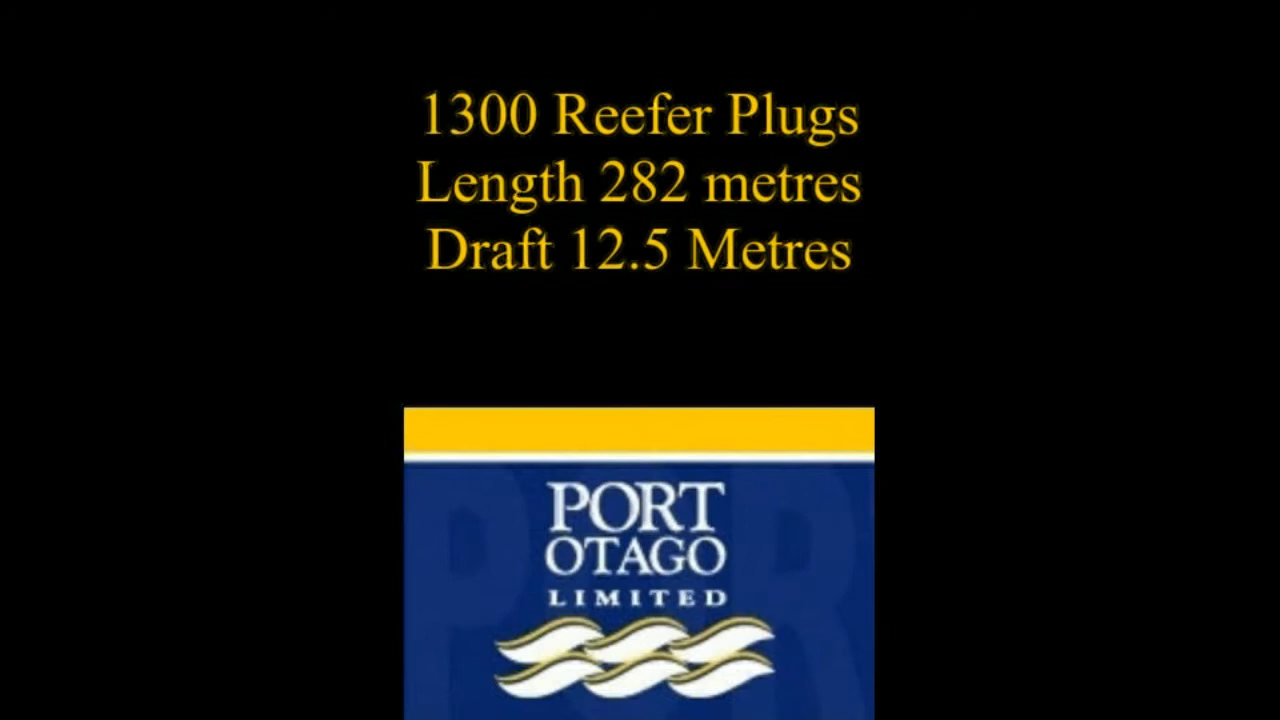 1300 Reefer Plugs
Length 282 metres
Draft 12.5 Metres
PORT
OTAGO
LIMITED